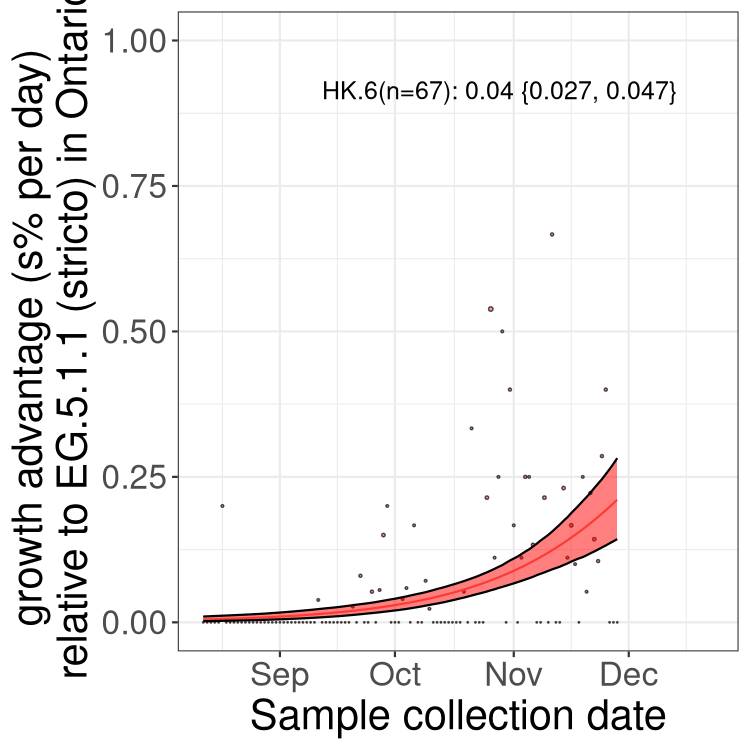 growth advantage (s% per day)
relative to EG.5.1.1 (stricto) in Ontario
1.00
0.75
0.50
0.25
0.00
HK.6(n=67): 0.04 {0.027, 0.047}
Sep Oct Nov Dec
Sample collection date